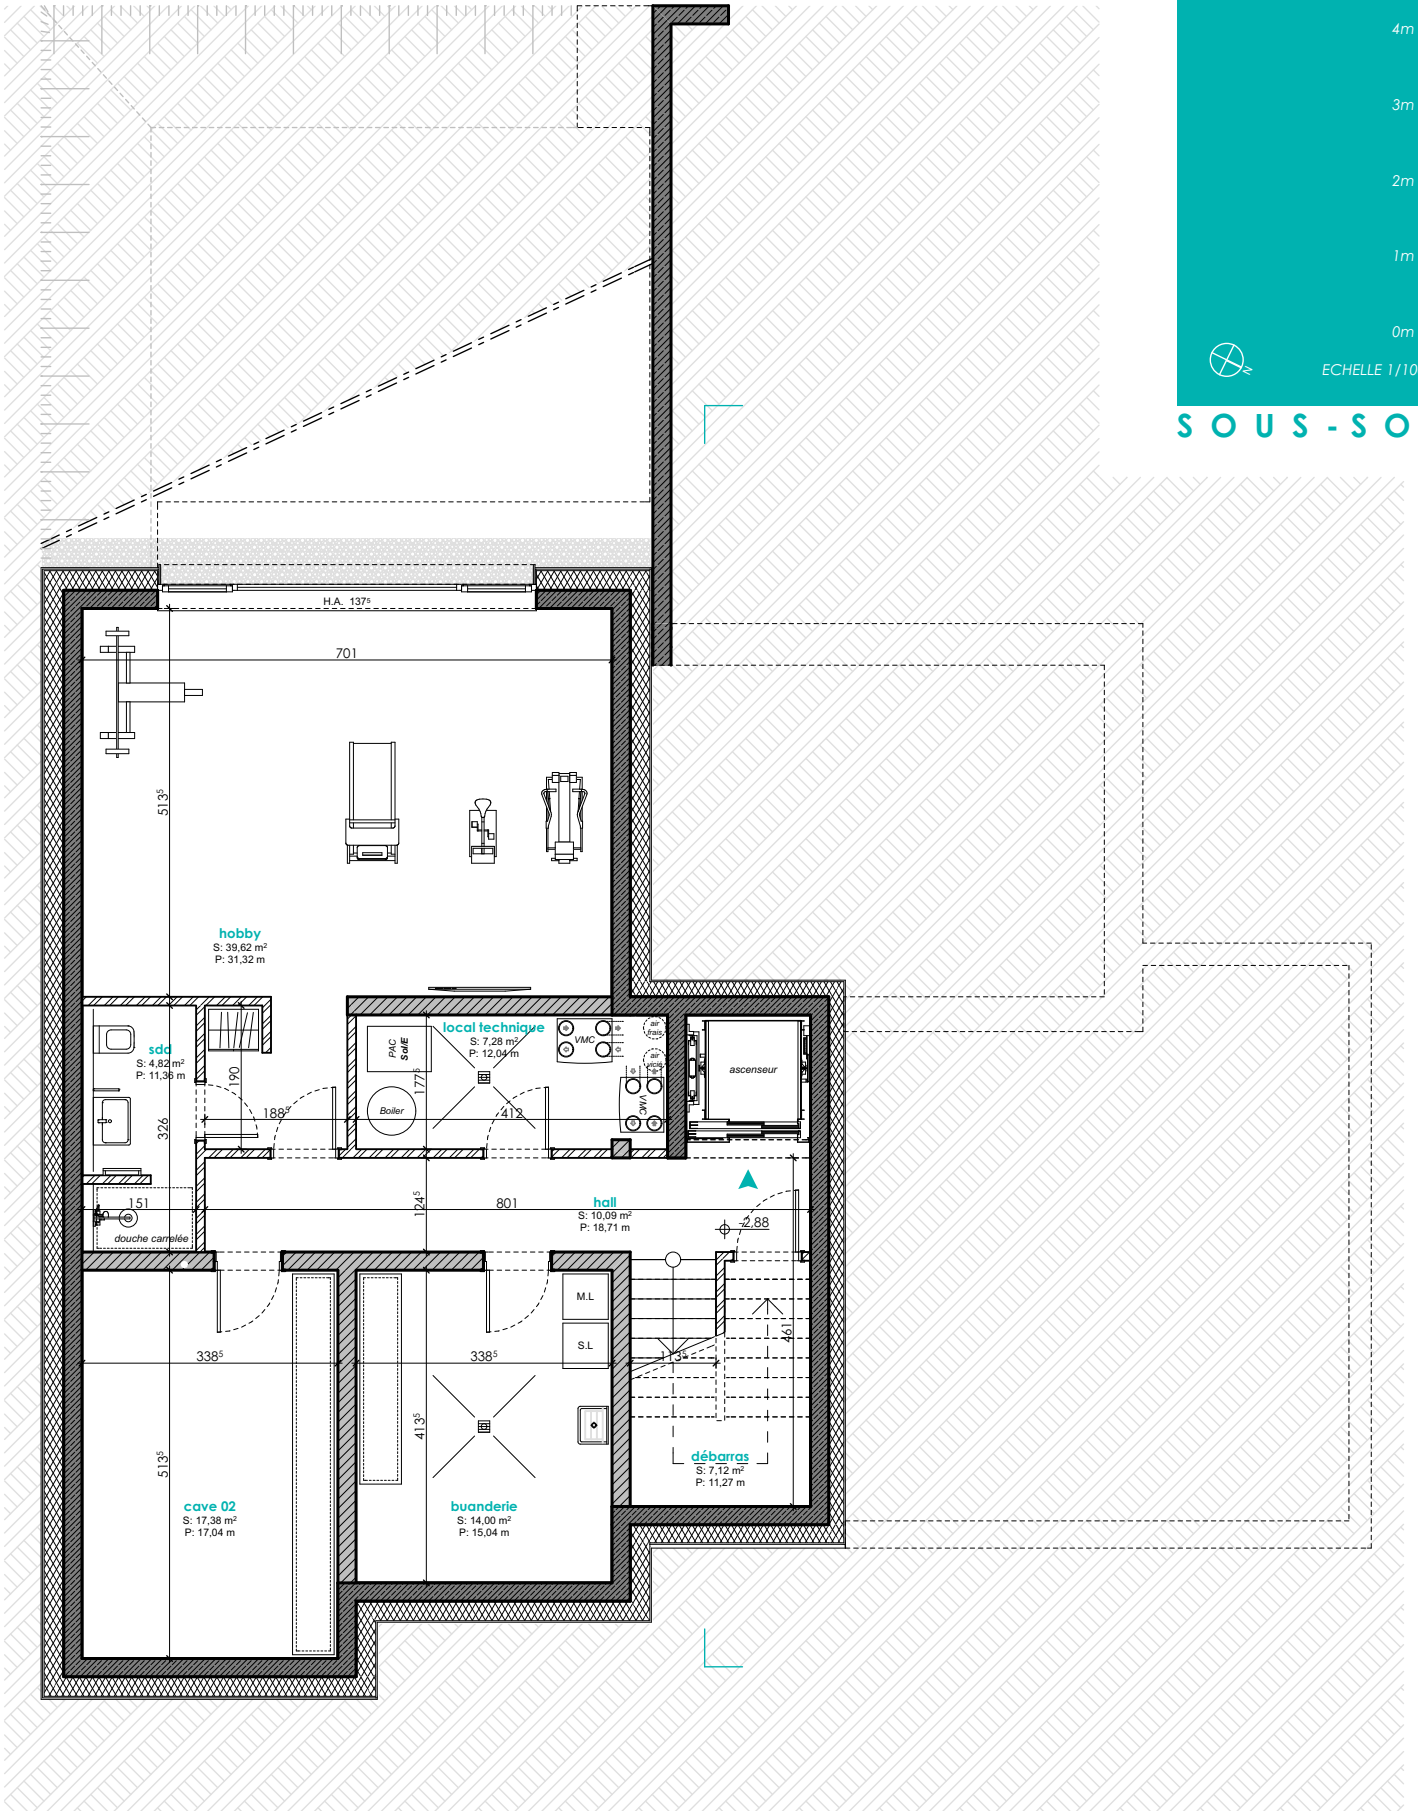 4m
3m
2m
1m
0m
N
ECHELLE 1/10
SOUS-SO
H.A. 137⁵
701
513⁵
hobby
S: 39,62 m²
P: 31,32 m
sdd
S: 4,82 m²
P: 11,36 m
190
188⁵
326
151
douche carrelée
local technique
S: 7,28 m²
P: 12,04 m
PAC
Sol/E
Boiler
177⁵
412
VMC
air
frais
air
vicié
VMC
ascenseur
124⁵
801
hall
S: 10,09 m²
P: 18,71 m
-2,88
338⁵
513⁵
cave 02
S: 17,38 m²
P: 17,04 m
338⁵
413⁵
M.L
S.L
buanderie
S: 14,00 m²
P: 15,04 m
113⁵
461
débarras
S: 7,12 m²
P: 11,27 m